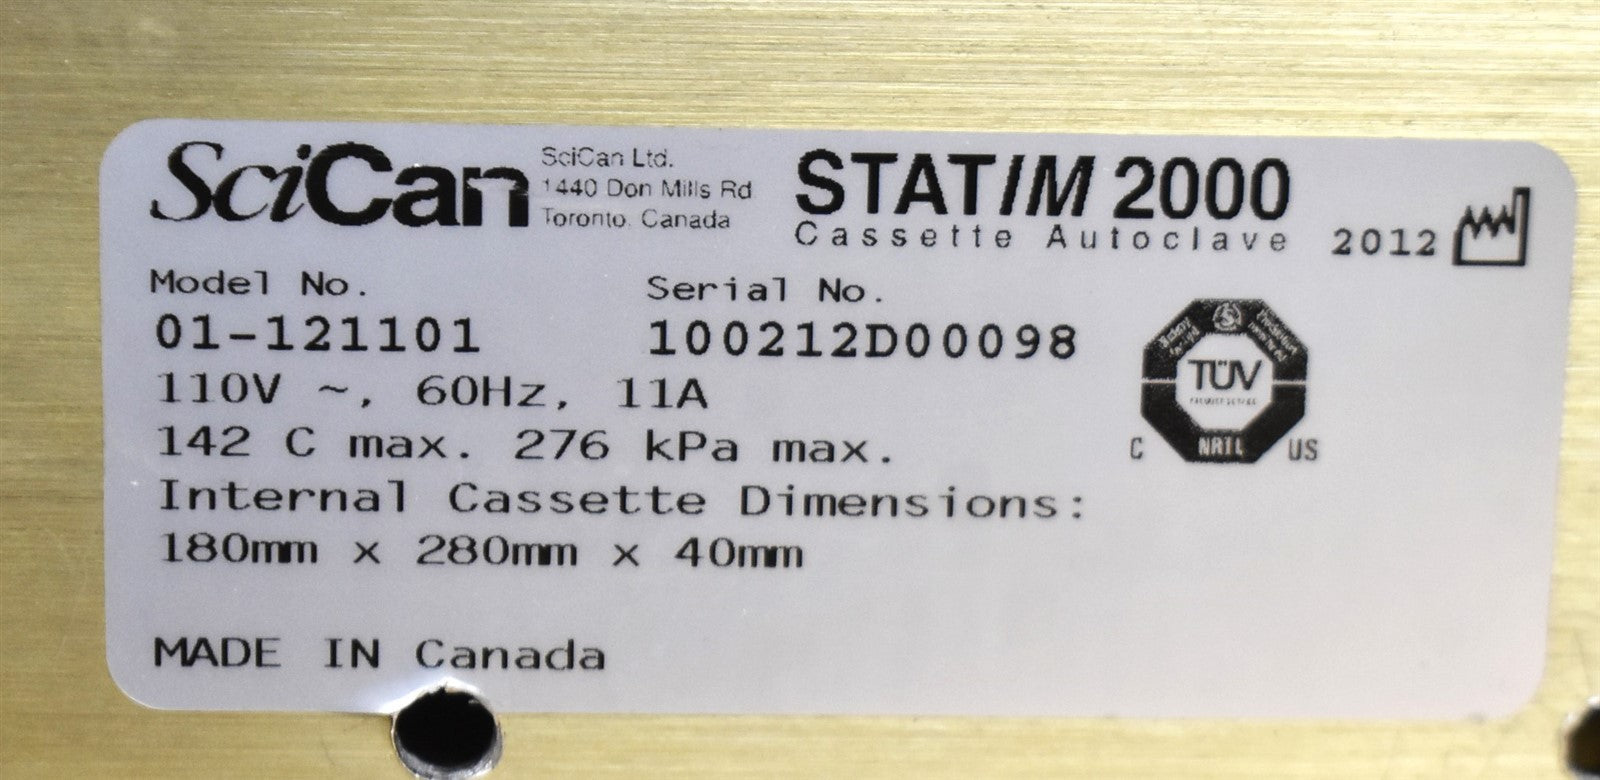 SciCan
SciCan Ltd.
1440 Don Mills Rd
Toronto, Canada
STATIM 2000
Cassette Autoclave
2012
Model No.
01-121101
Serial No.
100212D00098
110V ~, 60Hz, 11A
142 C max. 276 kPa max.
Internal Cassette Dimensions:
180mm x 280mm x 40mm
MADE IN Canada
TÜV
C NRTL US